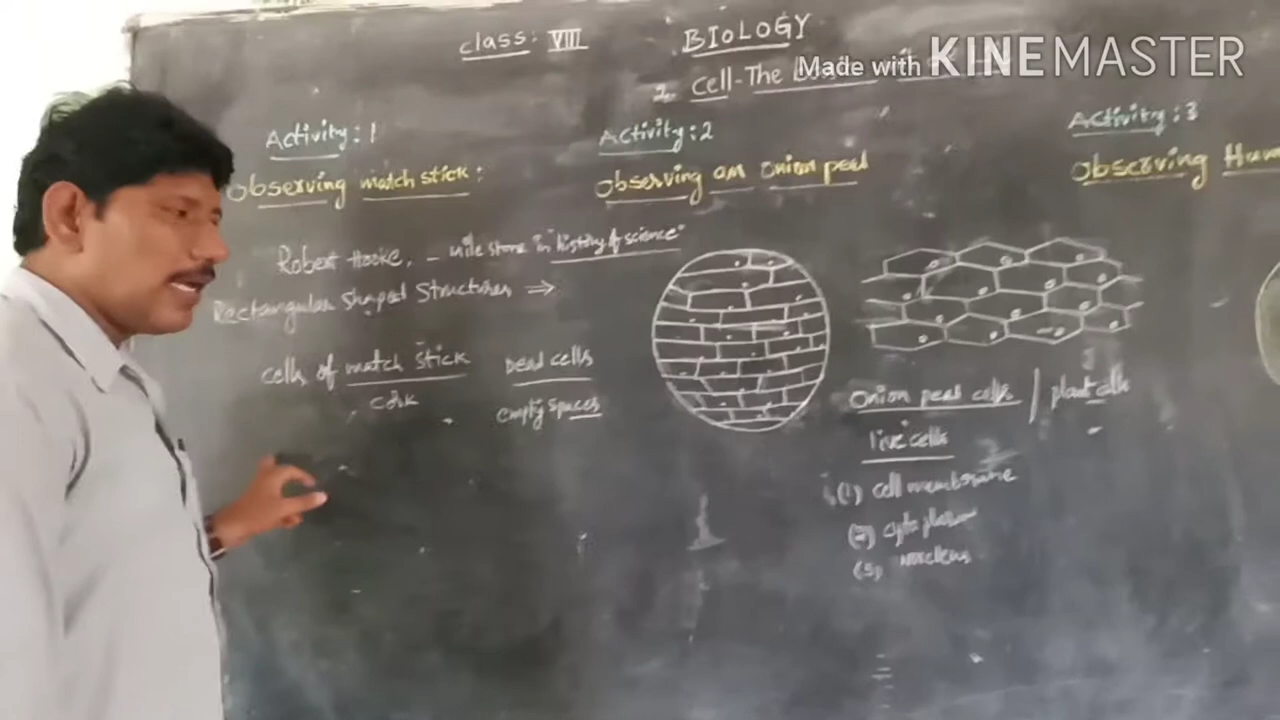 Class: VIII
BIOLOGY
Made with KINEMASTER
2. Cell - The
Activity: 1
Activity: 2
Activity: 3
Observing match stick:
Observing an onion peel
Observing Hum
Robert Hooke, - mile stone in "history of science"
Rectangular shaped structures ⇒
cells of match stick Dead cells
" cork " empty spaces
onion peel cells / plant cells
live cells
(1) cell membrane
(2) cytoplasm
(3) nucleus